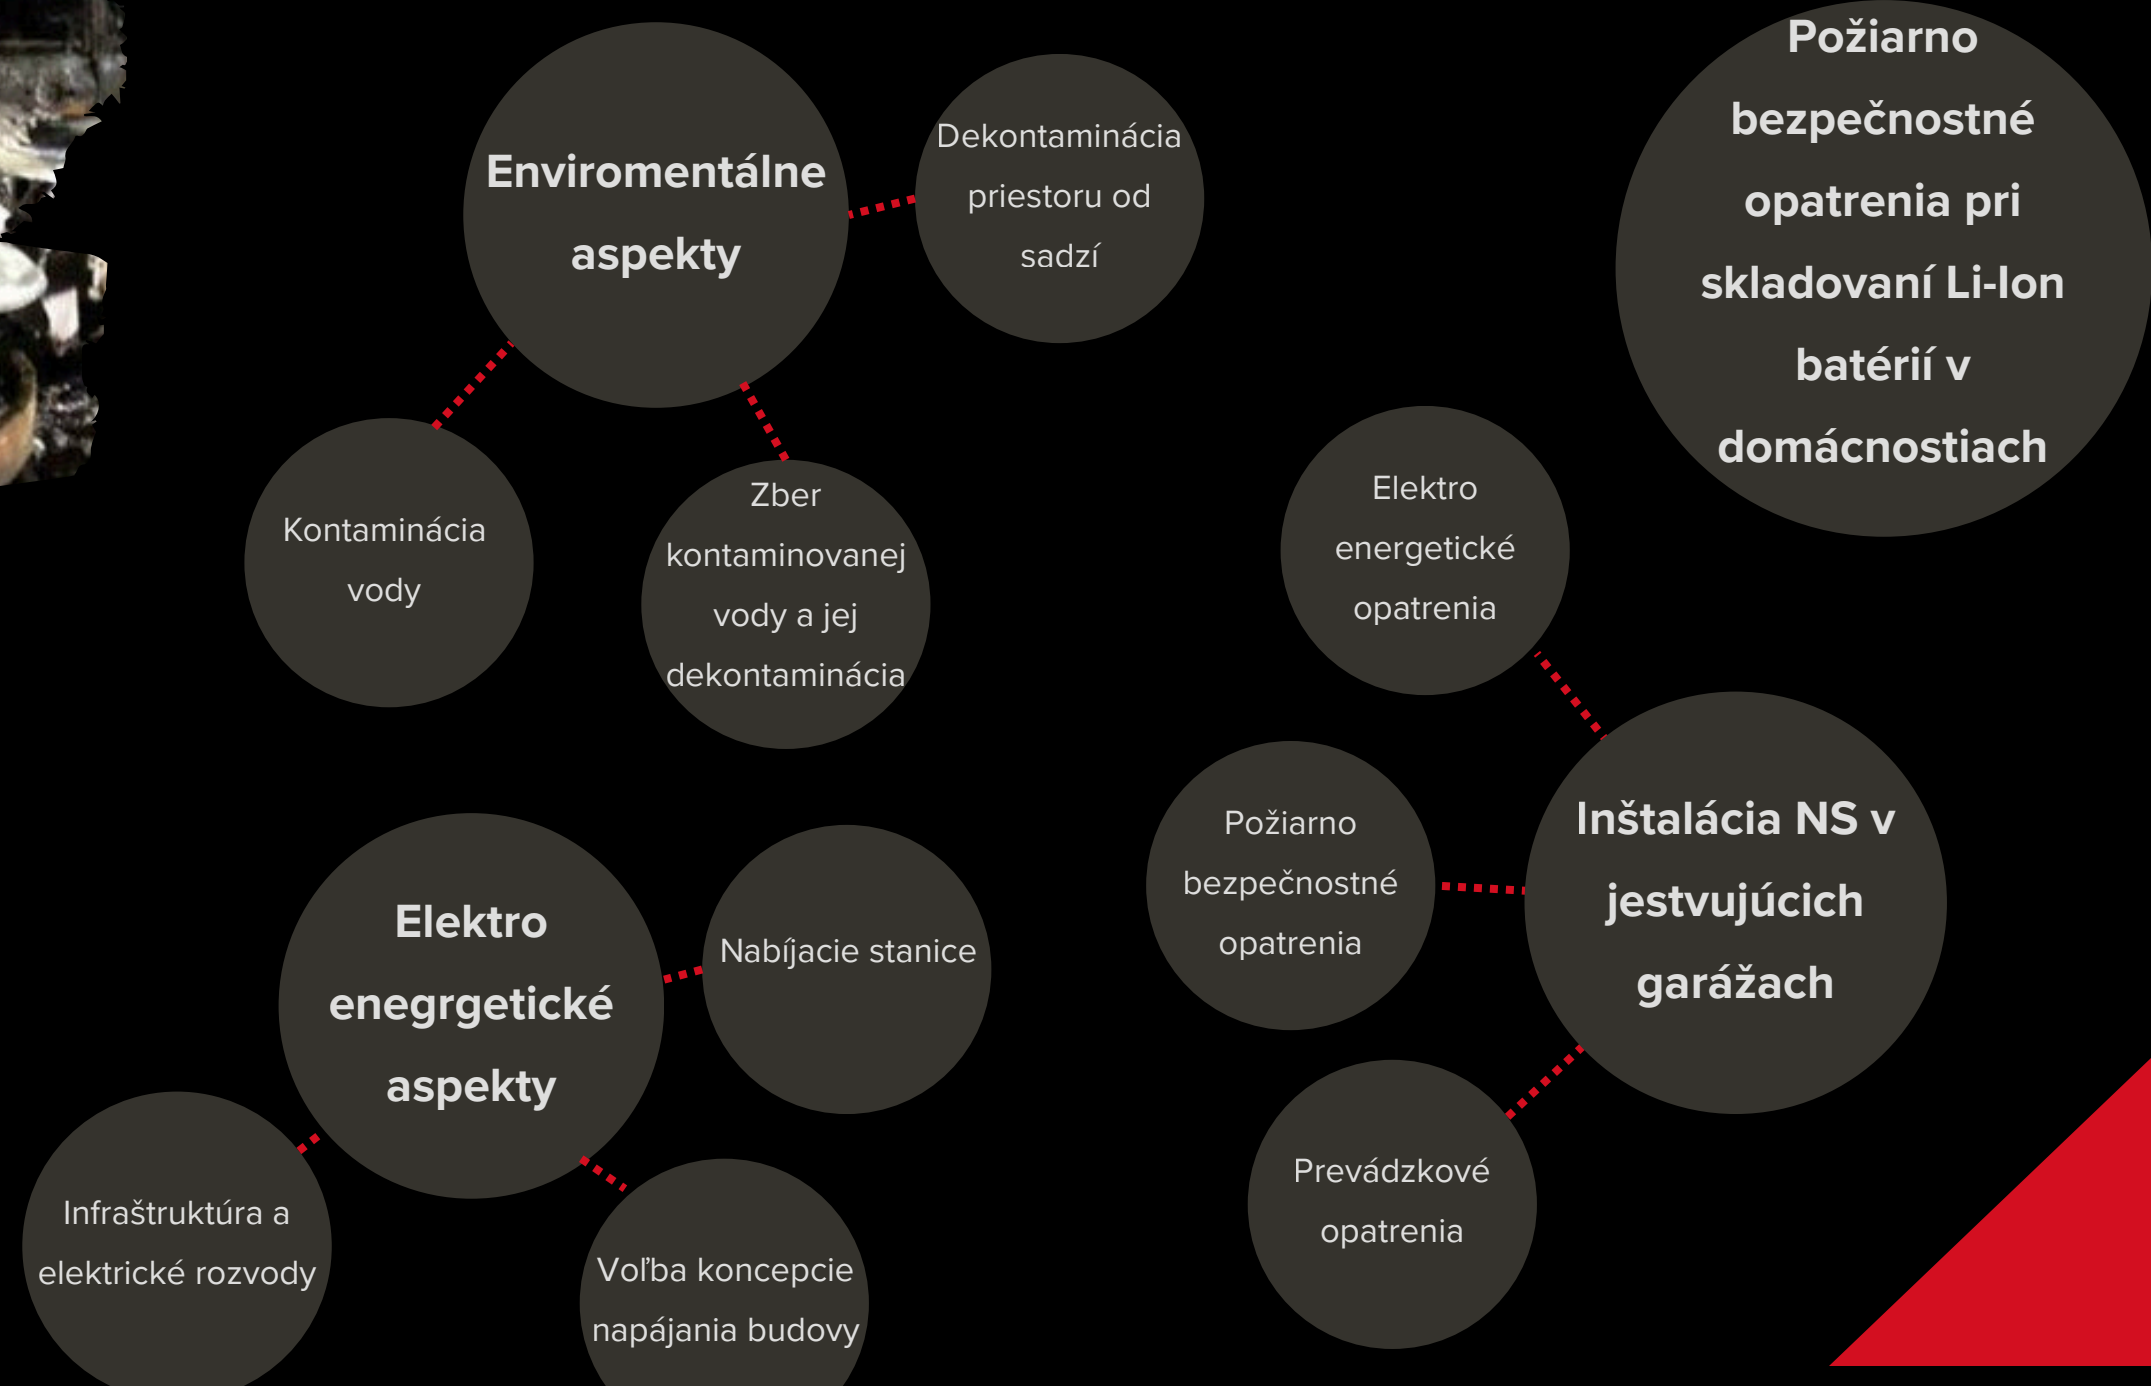 Enviromentálne
aspekty
Dekontaminácia
priestoru od
sadzí
Kontaminácia
vody
Zber
kontaminovanej
vody a jej
dekontaminácia
Požiarno
bezpečnostné
opatrenia pri
skladovaní Li-Ion
batérií v
domácnostiach
Elektro
energetické
opatrenia
Požiarno
bezpečnostné
opatrenia
Inštalácia NS v
jestvujúcich
garážach
Prevádzkové
opatrenia
Elektro
enegrgetické
aspekty
Nabíjacie stanice
Infraštruktúra a
elektrické rozvody
Voľba koncepcie
napájania budovy